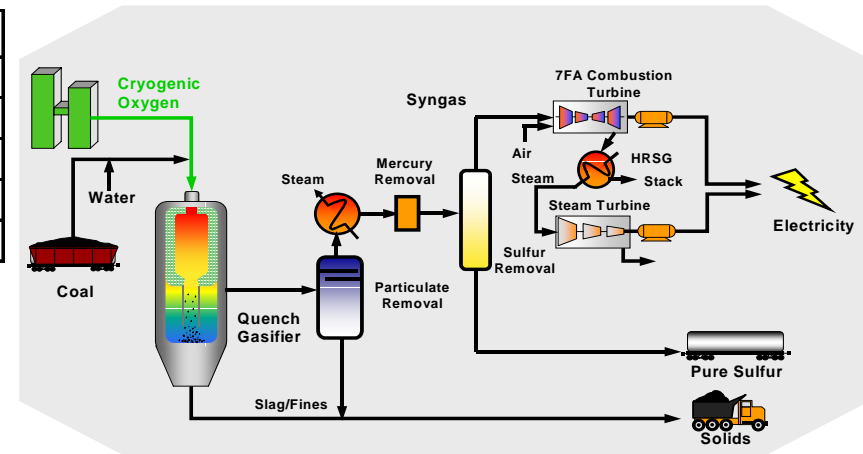 Cryogenic
Oxygen
Water
Coal
Quench
Gasifier
Slag/Fines
Steam
Particulate
Removal
Mercury
Removal
Syngas
Sulfur
Removal
7FA Combustion
Turbine
Air
HRSG
Stack
Steam
Steam Turbine
Electricity
Pure Sulfur
Solids